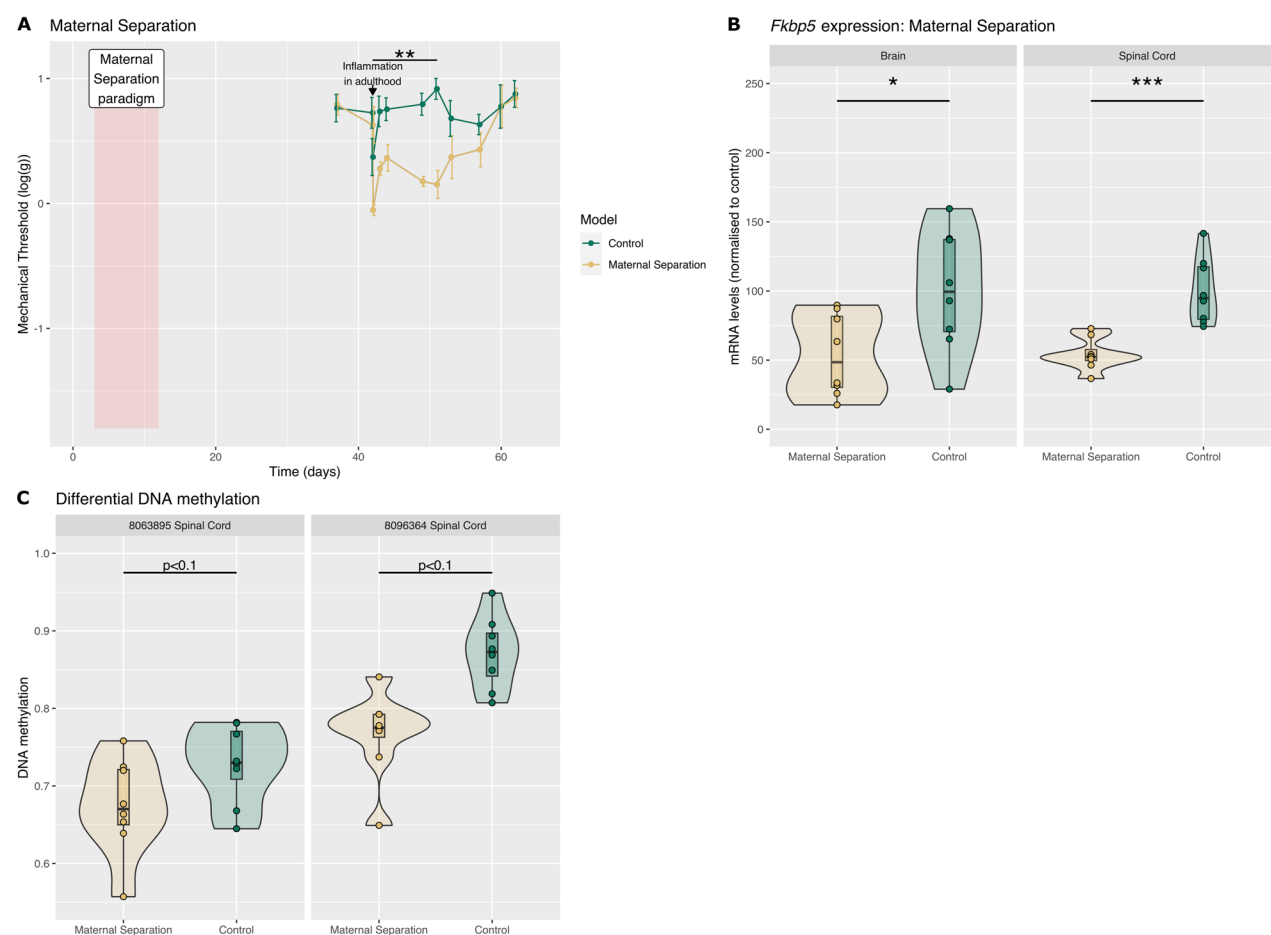 A Maternal Separation
Mechanical Threshold (log(g))
1
0
-1
Maternal
Separation
paradigm
**
Inflammation
in adulthood
0 20 40 60
Time (days)
Model
Control
Maternal Separation
B Fkbp5 expression: Maternal Separation
mRNA levels (normalised to control)
Brain Spinal Cord
250
200
150
100
50
0
* ***
Maternal Separation Control Maternal Separation Control
C Differential DNA methylation
DNA methylation
8063895 Spinal Cord 8096364 Spinal Cord
1.0
0.9
0.8
0.7
0.6
p<0.1 p<0.1
Maternal Separation Control Maternal Separation Control